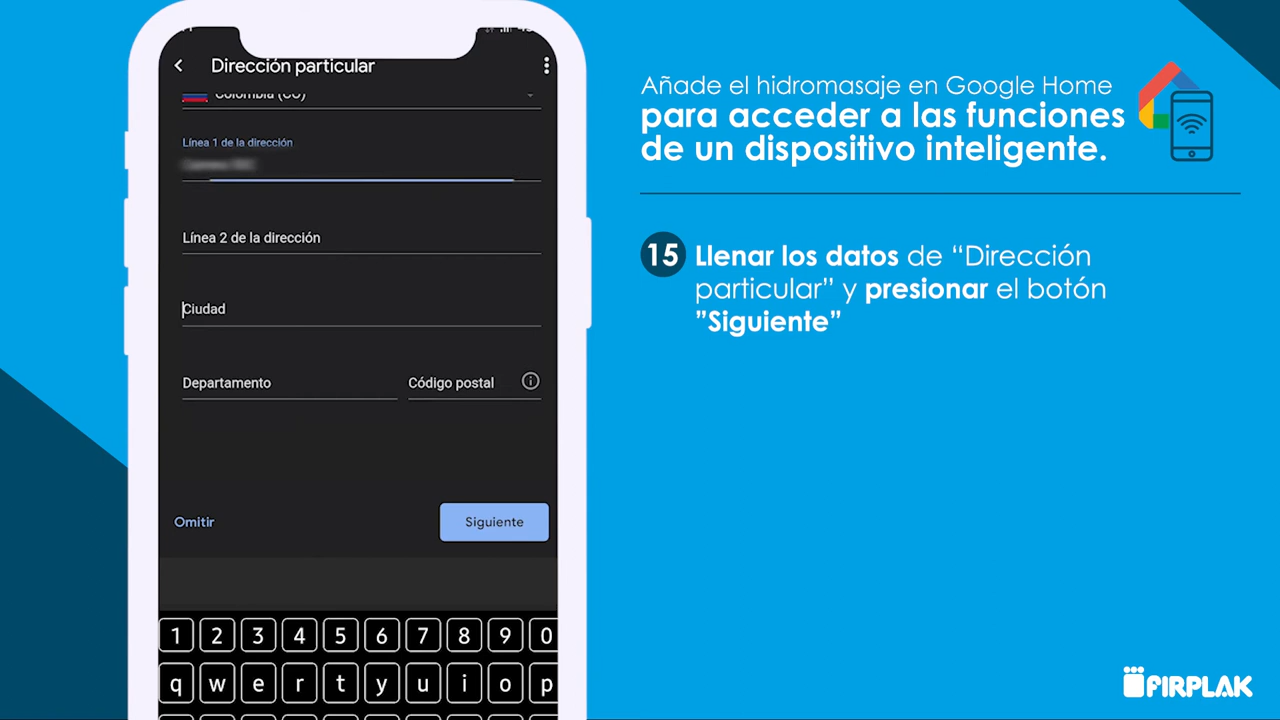 Dirección particular
Colombia (CO)
Línea 1 de la dirección
Línea 2 de la dirección
Ciudad
Departamento
Código postal
Omitir
Siguiente
1 2 3 4 5 6 7 8 9 0
q w e r t y u i o p
Añade el hidromasaje en Google Home
para acceder a las funciones
de un dispositivo inteligente.
15 Llenar los datos de “Dirección
particular” y presionar el botón
”Siguiente”
FIRPLAK